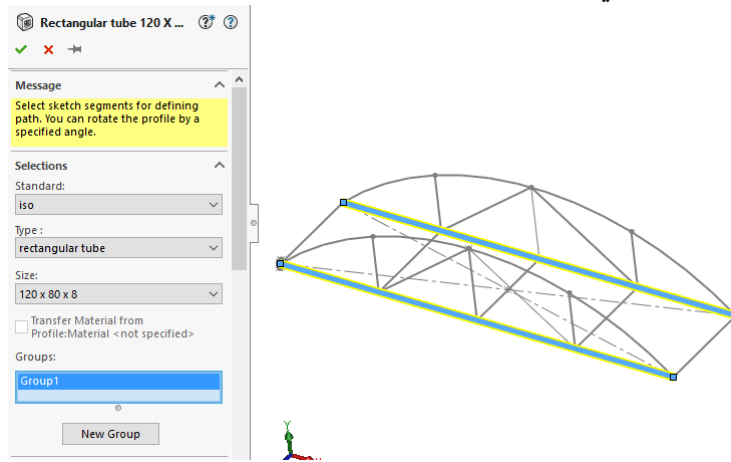 Rectangular tube 120 X ...
Message
Select sketch segments for defining
path. You can rotate the profile by a
specified angle.
Selections
Standard:
iso
Type :
rectangular tube
Size:
120 x 80 x 8
Transfer Material from
Profile:Material <not specified>
Groups:
Group1
New Group
Y